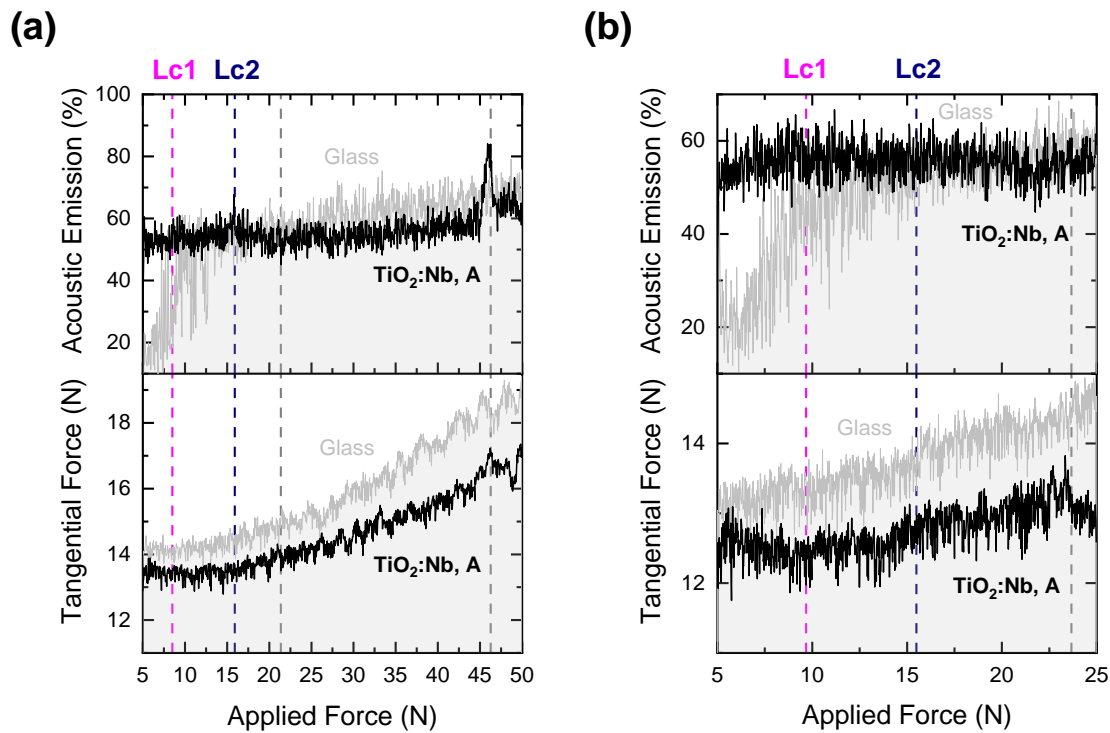 (a)
Lc1 Lc2
100
80
60
40
20
Acoustic Emission (%)
Glass
TiO₂:Nb, A
18
16
14
12
Tangential Force (N)
Glass
TiO₂:Nb, A
5 10 15 20 25 30 35 40 45 50
Applied Force (N)
(b)
Lc1 Lc2
60
40
20
Acoustic Emission (%)
Glass
TiO₂:Nb, A
14
12
Tangential Force (N)
Glass
TiO₂:Nb, A
5 10 15 20 25
Applied Force (N)